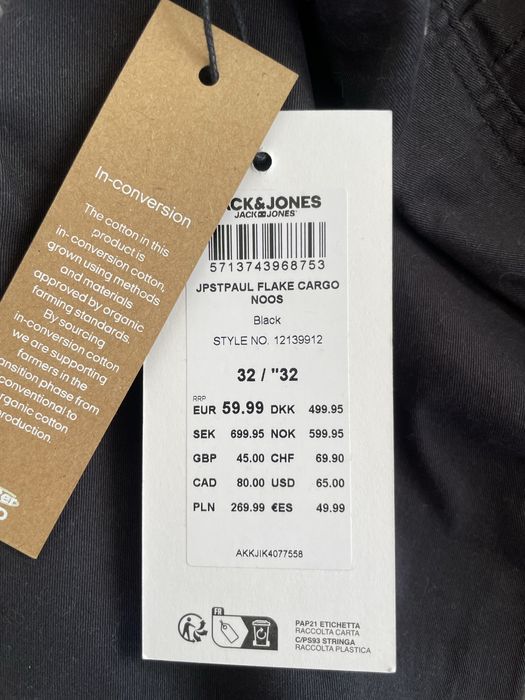 In-conversion
The cotton in this
product is
in- conversion cotton,
grown using methods
and materials
approved by organic
farming standards.
By sourcing
in-conversion cotton
we are supporting
farmers in the
phase from
conventional to
organic cotton
JACK&JONES
JACK JONES
5713743968753
JPSTPAUL FLAKE CARGO
NOOS
Black
STYLE NO. 12139912
32 / "32
RRP
EUR 59.99 DKK 499.95
SEK 699.95 NOK 599.95
GBP 45.00 CHF 69.90
CAD 80.00 USD 65.00
PLN 269.99 €ES 49.99
AKKJIK4077558
FR
PAP21 ETICHETTA
RACCOLTA CARTA
C/PS93 STRINGA
RACCOLTA PLASTICA